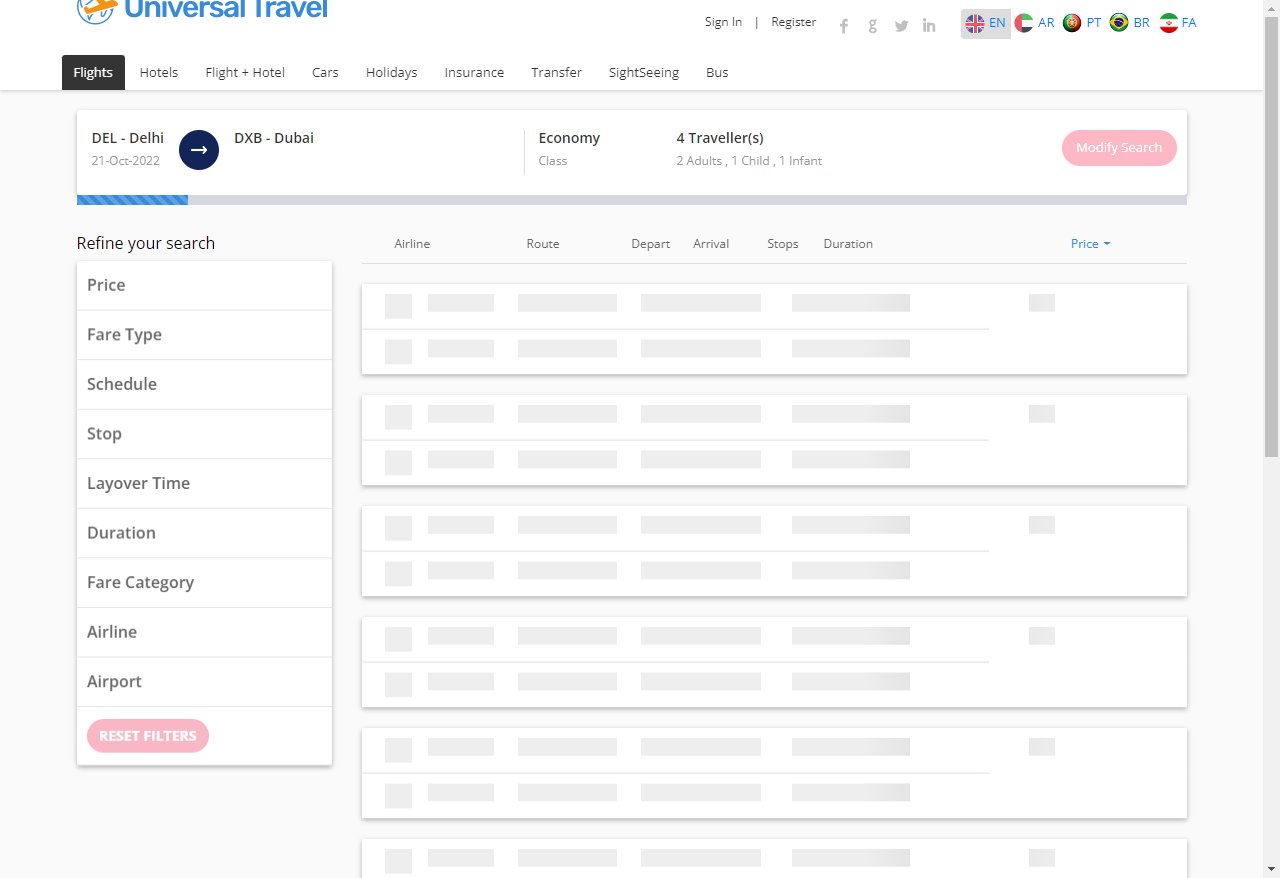 Universal Travel
Sign In | Register
EN AR PT BR FA
Flights Hotels Flight + Hotel Cars Holidays Insurance Transfer SightSeeing Bus
DEL - Delhi → DXB - Dubai Economy 4 Traveller(s)
21-Oct-2022 Class 2 Adults , 1 Child , 1 Infant
Modify Search
Refine your search
Airline Route Depart Arrival Stops Duration Price
Price
Fare Type
Schedule
Stop
Layover Time
Duration
Fare Category
Airline
Airport
RESET FILTERS